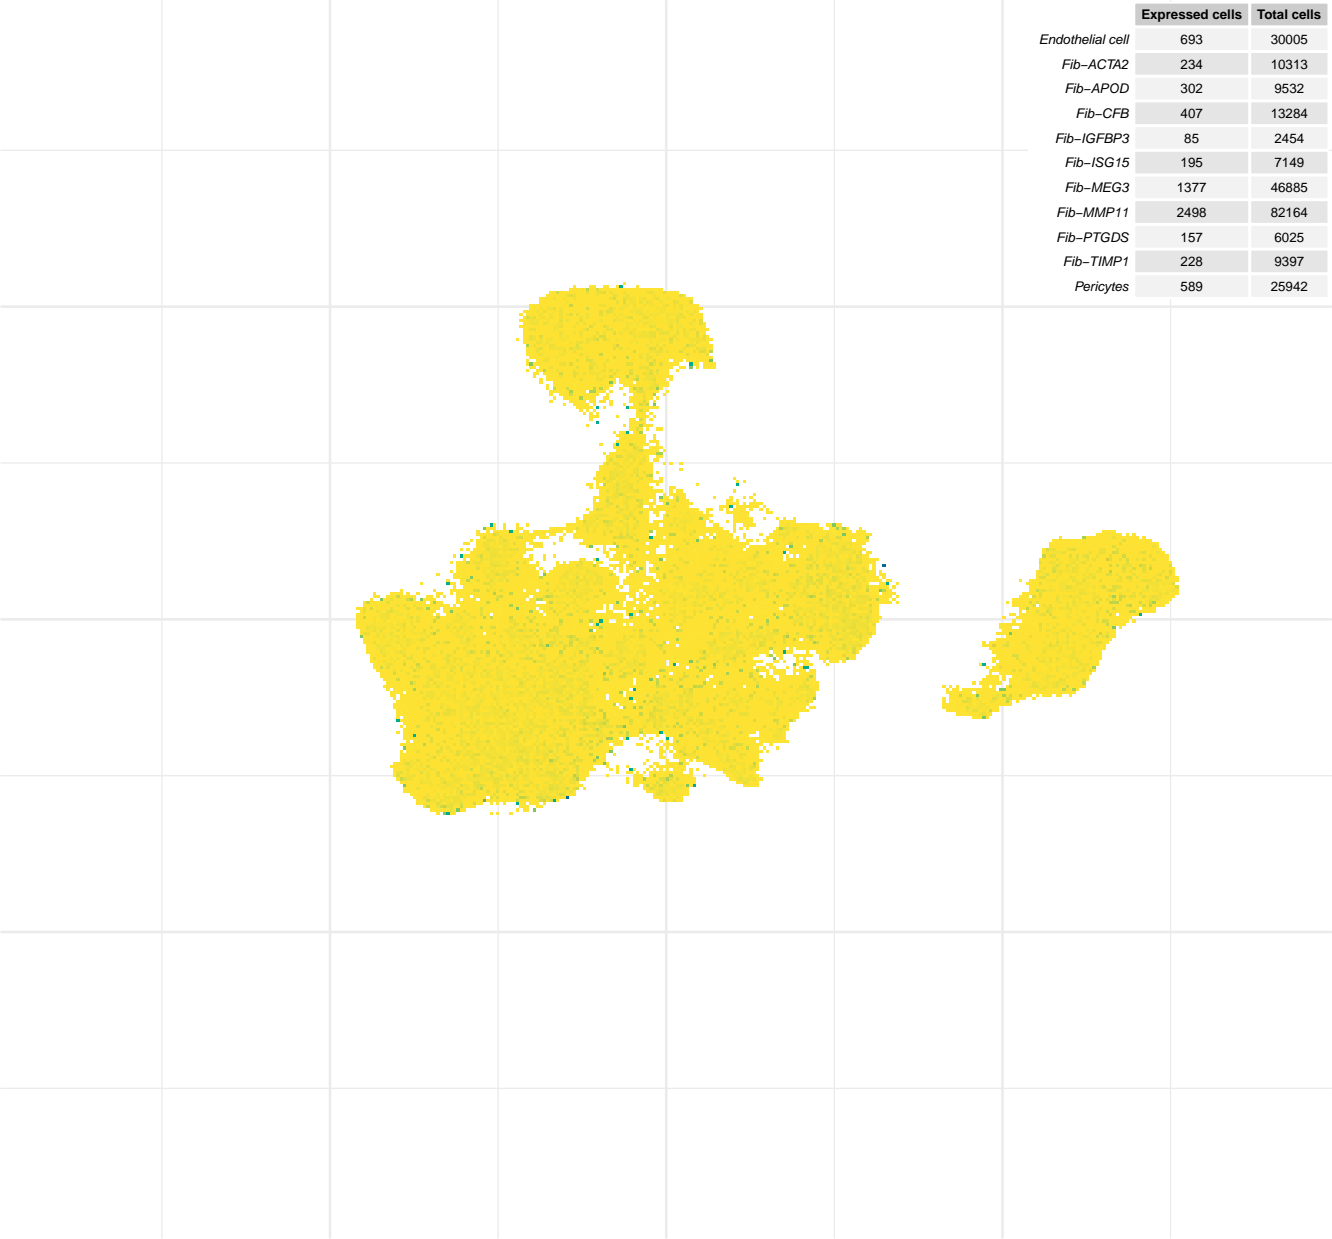 Expressed cells Total cells
Endothelial cell 693 30005
Fib−ACTA2 234 10313
Fib−APOD 302 9532
Fib−CFB 407 13284
Fib−IGFBP3 85 2454
Fib−ISG15 195 7149
Fib−MEG3 1377 46885
Fib−MMP11 2498 82164
Fib−PTGDS 157 6025
Fib−TIMP1 228 9397
Pericytes 589 25942